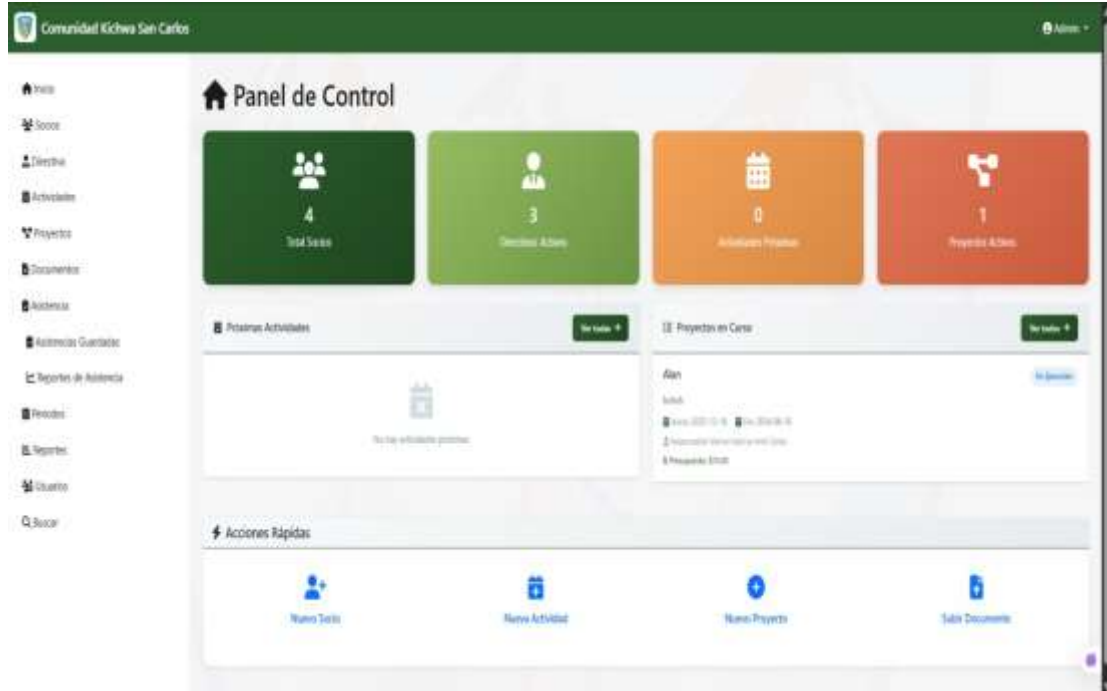 Comunidad Kichwa San Carlos
Admin
Inicio
Socios
Directiva
Actividades
Proyectos
Documentos
Asistencia
Asistencias Guardadas
Reportes de Asistencia
Periodos
Reportes
Usuarios
Buscar
Panel de Control
4
Total Socios
3
Directivos Activos
0
Actividades Próximas
1
Proyectos Activos
Próximas Actividades
Ver todas
No hay actividades próximas
Proyectos en Curso
Ver todos
Alan
En Ejecución
Presupuesto:
Acciones Rápidas
Nuevo Socio
Nueva Actividad
Nuevo Proyecto
Subir Documento